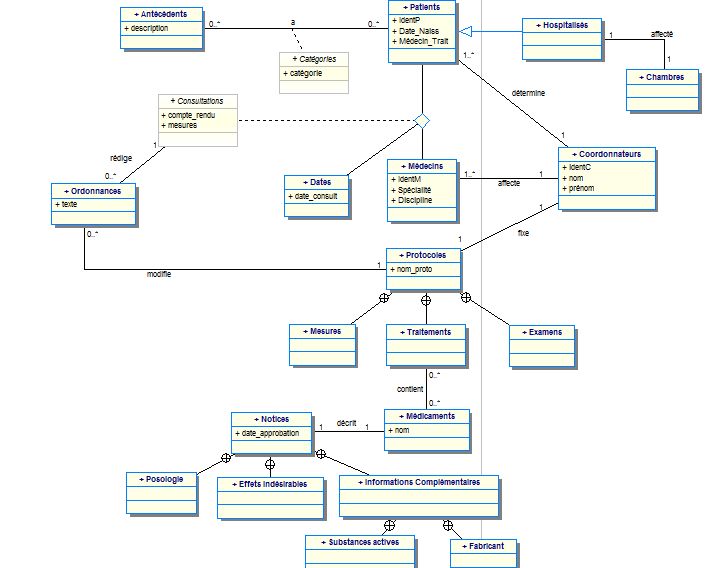 + Patients
+ IdentP
+ Date_Naiss
+ Médecin_Trait
+ Antécédents
+ description
0..*
a
0..*
+ Hospitalisés
1
affecté
1
+ Chambres
+ Catégories
+ catégorie
1..*
détermine
1
+ Consultations
+ compte_rendu
+ mesures
1
rédige
0..*
+ Ordonnances
+ texte
0..*
+ Dates
+ date_consult
+ Médecins
+ IdentM
+ Spécialité
+ Discipline
1..*
affecte
1
+ Coordonnateurs
+ IdentC
+ nom
+ prénom
1
fixe
1
modifie
1
+ Protocoles
+ nom_proto
+ Mesures
+ Traitements
+ Examens
0..*
contient
0..*
+ Notices
+ date_approbation
1
décrit
1
+ Médicaments
+ nom
+ Posologie
+ Effets Indésirables
+ Informations Complémentaires
+ Substances actives
+ Fabricant